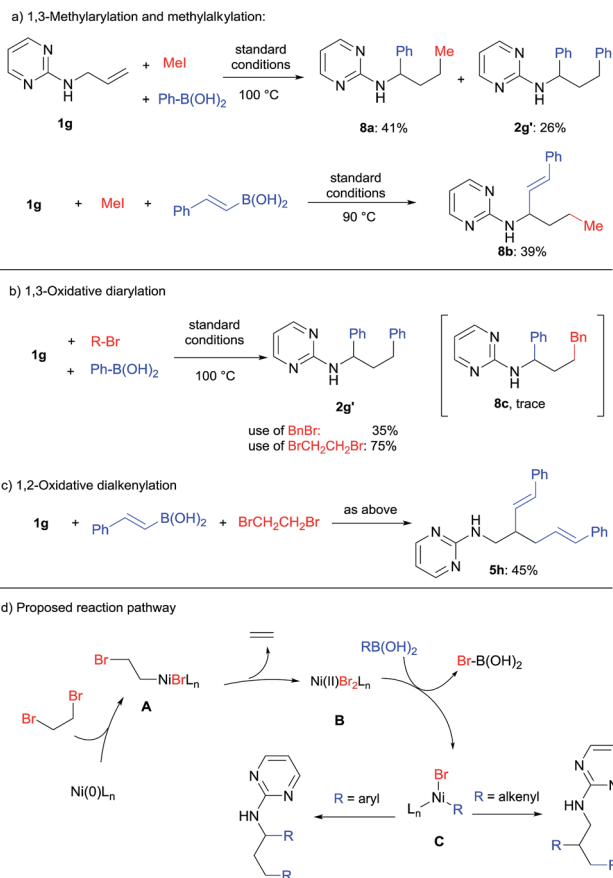 a) 1,3-Methylarylation and methylalkylation:
N
N
N
H
1g
+ MeI
+ Ph-B(OH)2
standard
conditions
100 °C
N
N
N
H
Ph
Me
8a: 41%
+
N
N
N
H
Ph
Ph
2g': 26%
1g + MeI +
Ph
B(OH)2
standard
conditions
90 °C
N
N
N
H
Ph
Me
8b: 39%
b) 1,3-Oxidative diarylation
1g
+ R-Br
+ Ph-B(OH)2
standard
conditions
100 °C
N
N
N
H
Ph
Ph
2g'
use of BnBr: 35%
use of BrCH2CH2Br: 75%
N
N
N
H
Ph
Bn
8c, trace
c) 1,2-Oxidative dialkenylation
1g +
Ph
B(OH)2
+ BrCH2CH2Br
as above
N
N
H
N
Ph
Ph
5h: 45%
d) Proposed reaction pathway
Br
NiBrLn
A
Br
Br
Ni(0)Ln
Ni(II)Br2Ln
B
RB(OH)2
Br-B(OH)2
Br
Ni
Ln
R
C
R = aryl
R = alkenyl
N
N
HN
R
R
N
N
HN
R
R